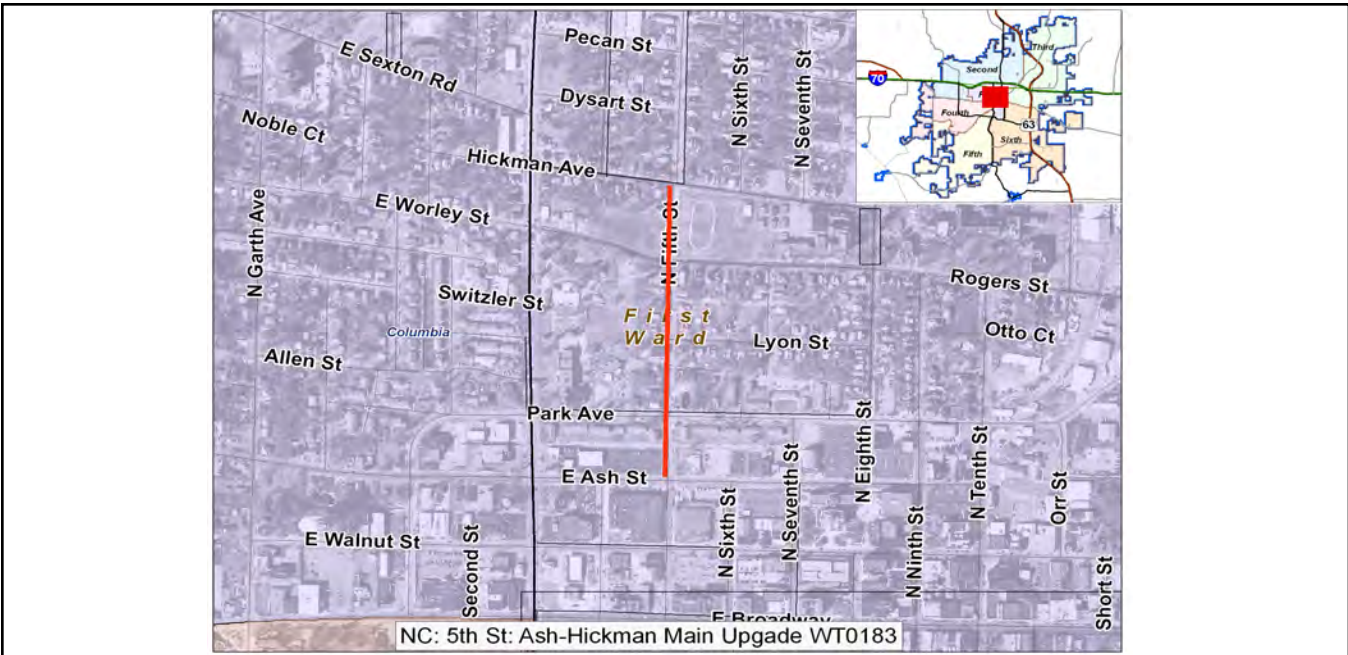 Pecan St
E Sexton Rd
Dysart St
N Sixth St
N Seventh St
Noble Ct
Hickman Ave
E Worley St
N Garth Ave
N Fifth St
Rogers St
Switzler St
Columbia
First
Ward
Lyon St
Otto Ct
Allen St
Park Ave
N Eighth St
N Tenth St
E Ash St
N Sixth St
N Seventh St
Orr St
E Walnut St
Second St
N Ninth St
Short St
E Broadway
NC: 5th St: Ash-Hickman Main Upgade WT0183
Third
Second
70
Fourth
63
Sixth
Fifth